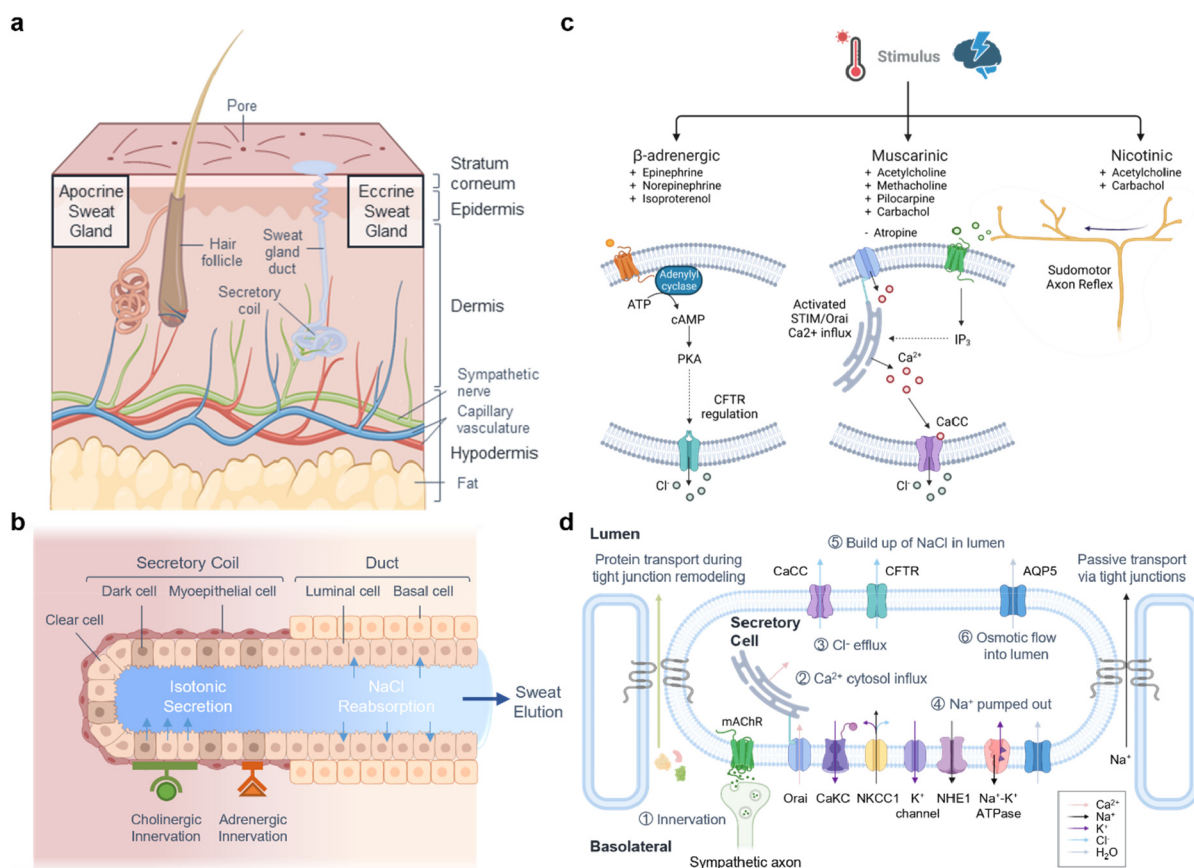 a
Pore
Apocrine
Sweat
Gland
Eccrine
Sweat
Gland
Stratum
corneum
Epidermis
Hair
follicle
Sweat
gland
duct
Secretory
coil
Dermis
Sympathetic
nerve
Capillary
vasculature
Hypodermis
Fat
b
Secretory Coil
Duct
Dark cell
Myoepithelial cell
Luminal cell
Basal cell
Clear cell
Isotonic
Secretion
NaCl
Reabsorption
Sweat
Elution
Cholinergic
Innervation
Adrenergic
Innervation
c
Stimulus
β-adrenergic
+ Epinephrine
+ Norepinephrine
+ Isoproterenol
Muscarinic
+ Acetylcholine
+ Methacholine
+ Pilocarpine
+ Carbachol
- Atropine
Nicotinic
+ Acetylcholine
+ Carbachol
Adenylyl
cyclase
ATP
cAMP
PKA
CFTR
regulation
Cl-
Activated
STIM/Orai
Ca2+ influx
IP3
Ca2+
CaCC
Cl-
Sudomotor
Axon Reflex
d
Lumen
Protein transport during
tight junction remodeling
⑤ Build up of NaCl in lumen
CaCC
CFTR
AQP5
Passive transport
via tight junctions
Secretory
Cell
③ Cl- efflux
⑥ Osmotic flow
into lumen
② Ca2+ cytosol influx
④ Na+ pumped out
mAChR
Orai
CaKC
NKCC1
K+
channel
NHE1
Na+-K+
ATPase
Na+
① Innervation
Basolateral
Sympathetic axon
Ca2+
Na+
K+
Cl-
H2O